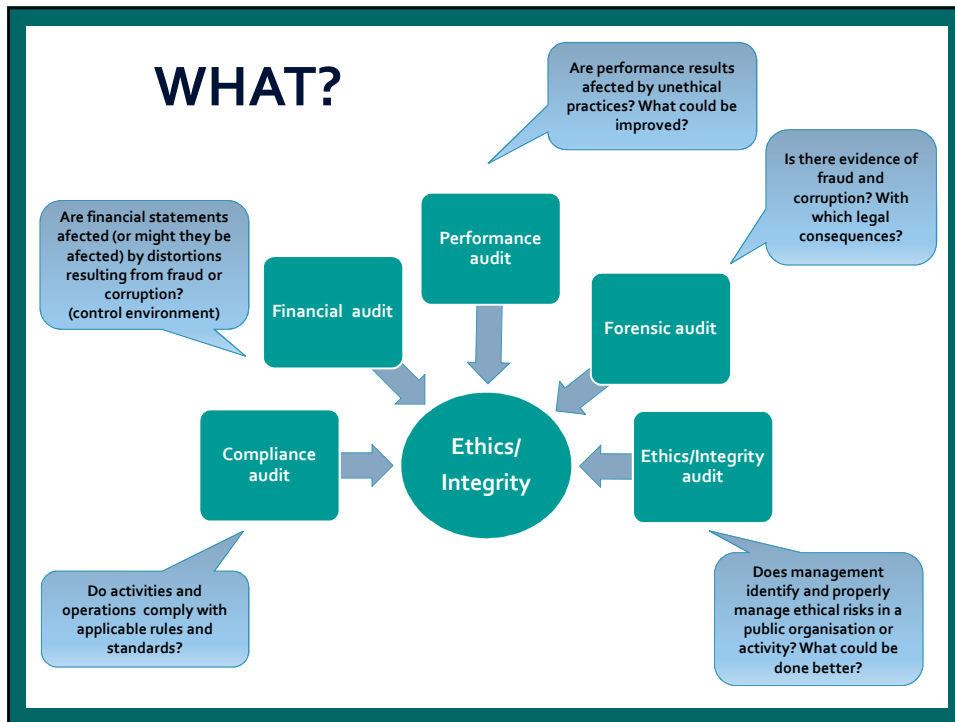 WHAT?
Are performance results
afected by unethical
practices? What could be
improved?
Is there evidence of
fraud and
corruption? With
which legal
consequences?
Are financial statements
afected (or might they be
afected) by distortions
resulting from fraud or
corruption?
(control environment)
Performance
audit
Financial audit
Forensic audit
Compliance
audit
Ethics/
Integrity
Ethics/Integrity
audit
Do activities and
operations comply with
applicable rules and
standards?
Does management
identify and properly
manage ethical risks in a
public organisation or
activity? What could be
done better?